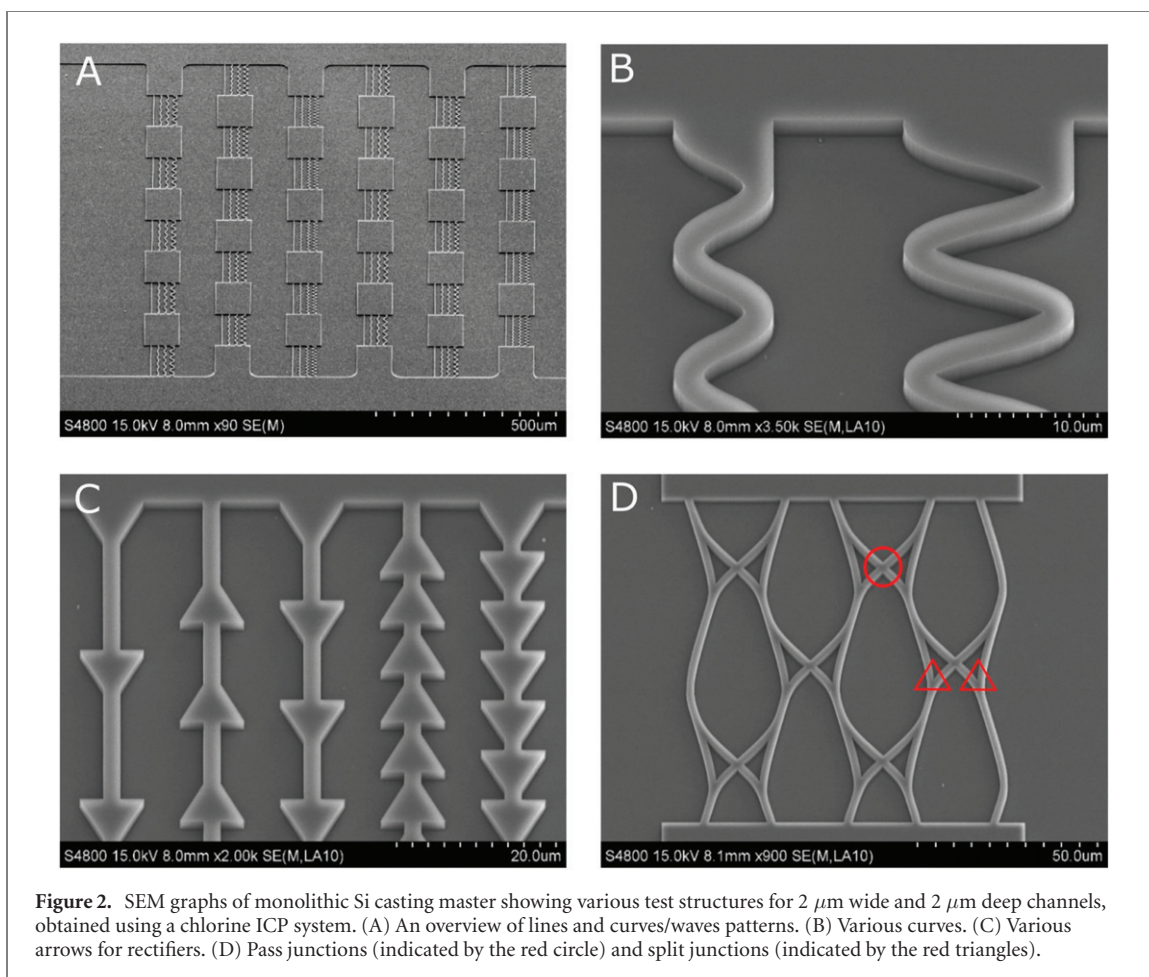 A
S4800 15.0kV 8.0mm x90 SE(M) 500um
B
S4800 15.0kV 8.0mm x3.50k SE(M,LA10) 10.0um
C
S4800 15.0kV 8.0mm x2.00k SE(M,LA10) 20.0um
D
S4800 15.0kV 8.1mm x900 SE(M,LA10) 50.0um
Figure 2. SEM graphs of monolithic Si casting master showing various test structures for 2 μm wide and 2 μm deep channels,
obtained using a chlorine ICP system. (A) An overview of lines and curves/waves patterns. (B) Various curves. (C) Various
arrows for rectifiers. (D) Pass junctions (indicated by the red circle) and split junctions (indicated by the red triangles).